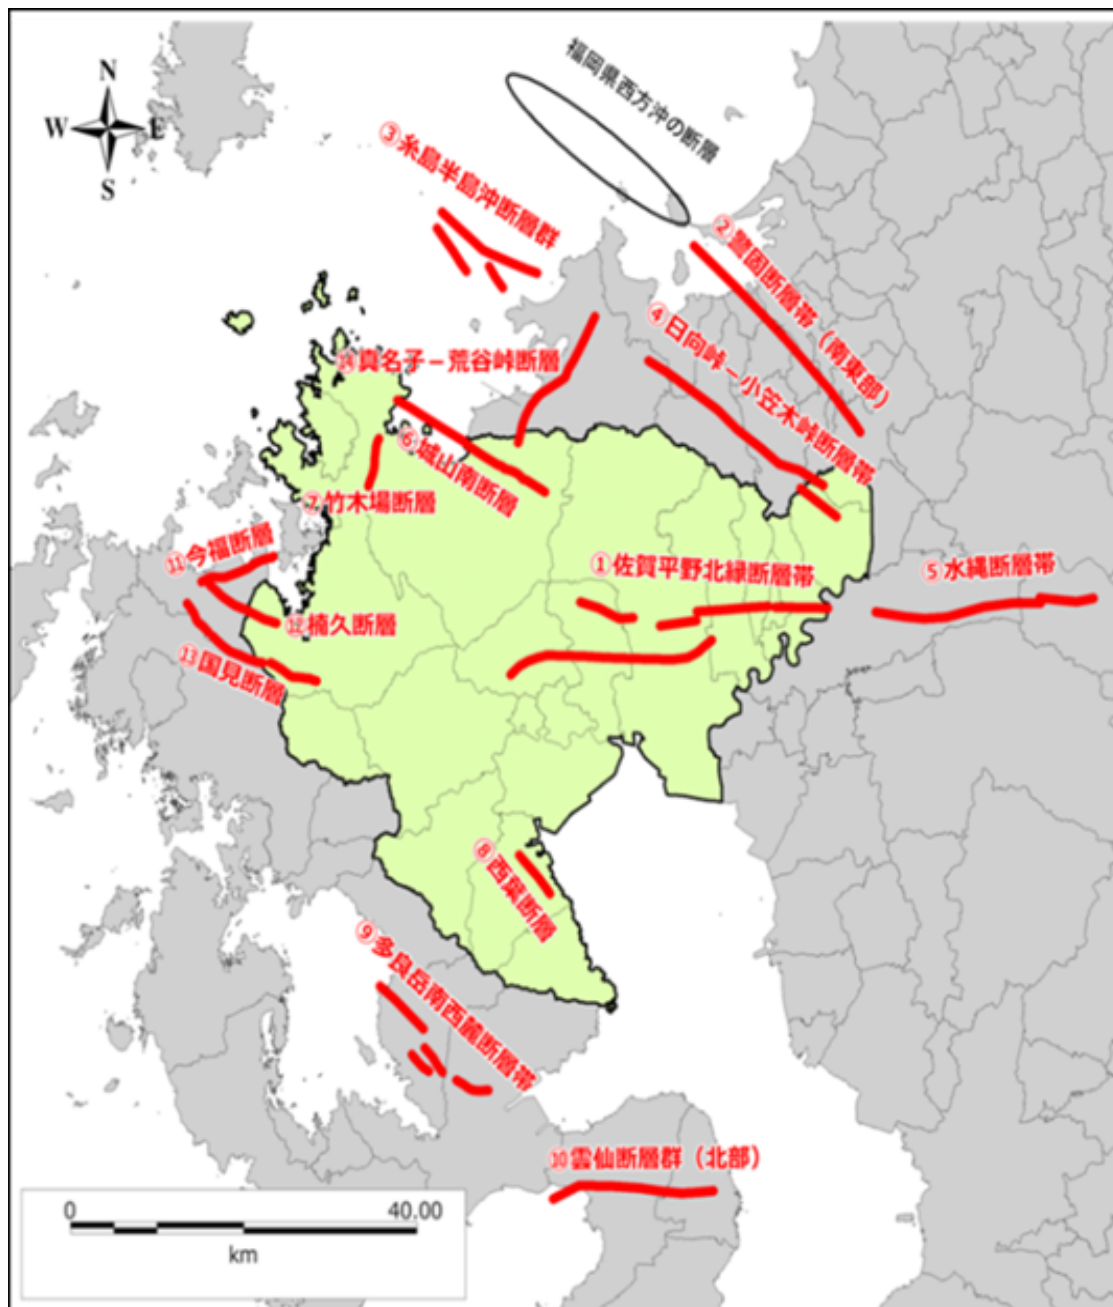 N
W E
S
福岡県西方沖の断層
③糸島半島沖断層群
②警固断層帯（南東部）
④日向峠－小笠木峠断層帯
⑭真名子－荒谷峠断層
⑥城山南断層
⑦竹木場断層
⑪今福断層
①佐賀平野北縁断層帯
⑤水縄断層帯
⑫楠久断層
⑬国見断層
⑧西葉断層
⑨多良岳南西麓断層帯
⑩雲仙断層群（北部）
0 40.00
km